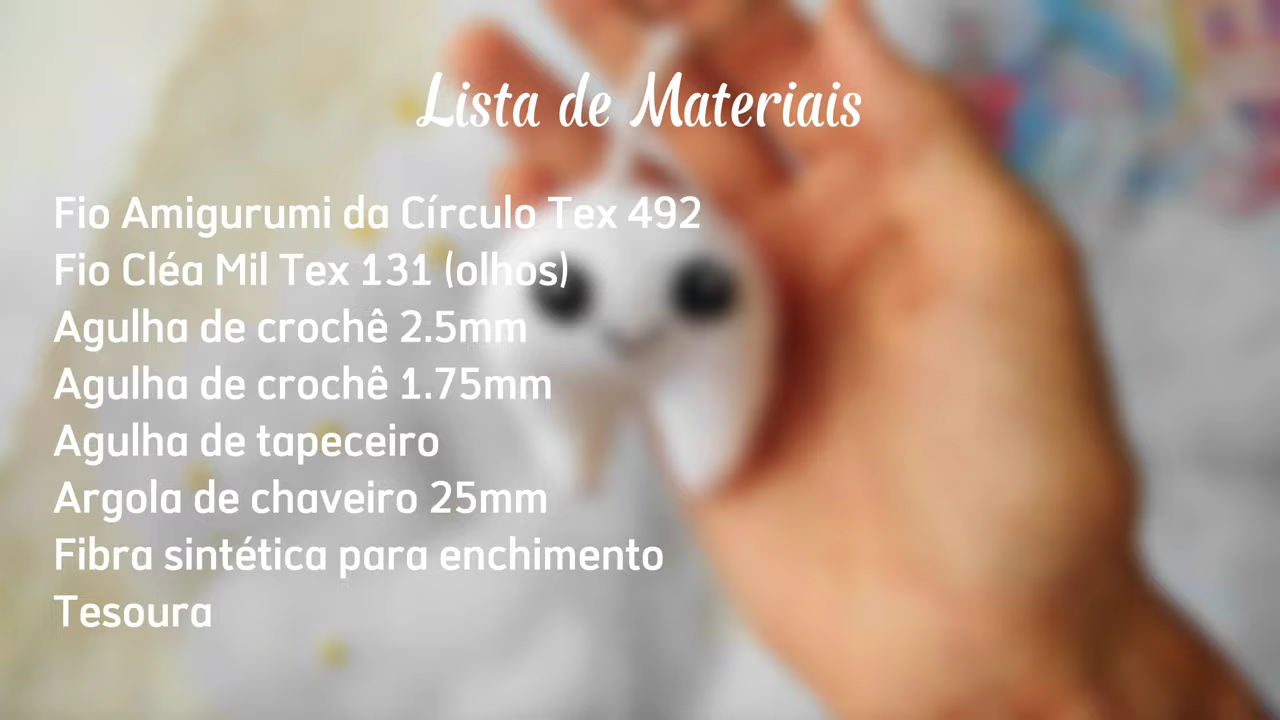 Lista de Materiais
Fio Amigurumi da Círculo Tex 492
Fio Cléa Mil Tex 131 (olhos)
Agulha de crochê 2.5mm
Agulha de crochê 1.75mm
Agulha de tapeceiro
Argola de chaveiro 25mm
Fibra sintética para enchimento
Tesoura